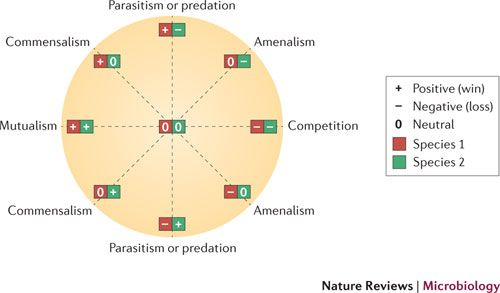 Parasitism or predation
+ −
Commensalism
Amenalism
+ 0
0 −
Mutualism
+ +
0 0
− −
Competition
0 +
− 0
Commensalism
Amenalism
− +
Parasitism or predation
+ Positive (win)
− Negative (loss)
0 Neutral
Species 1
Species 2
Nature Reviews | Microbiology